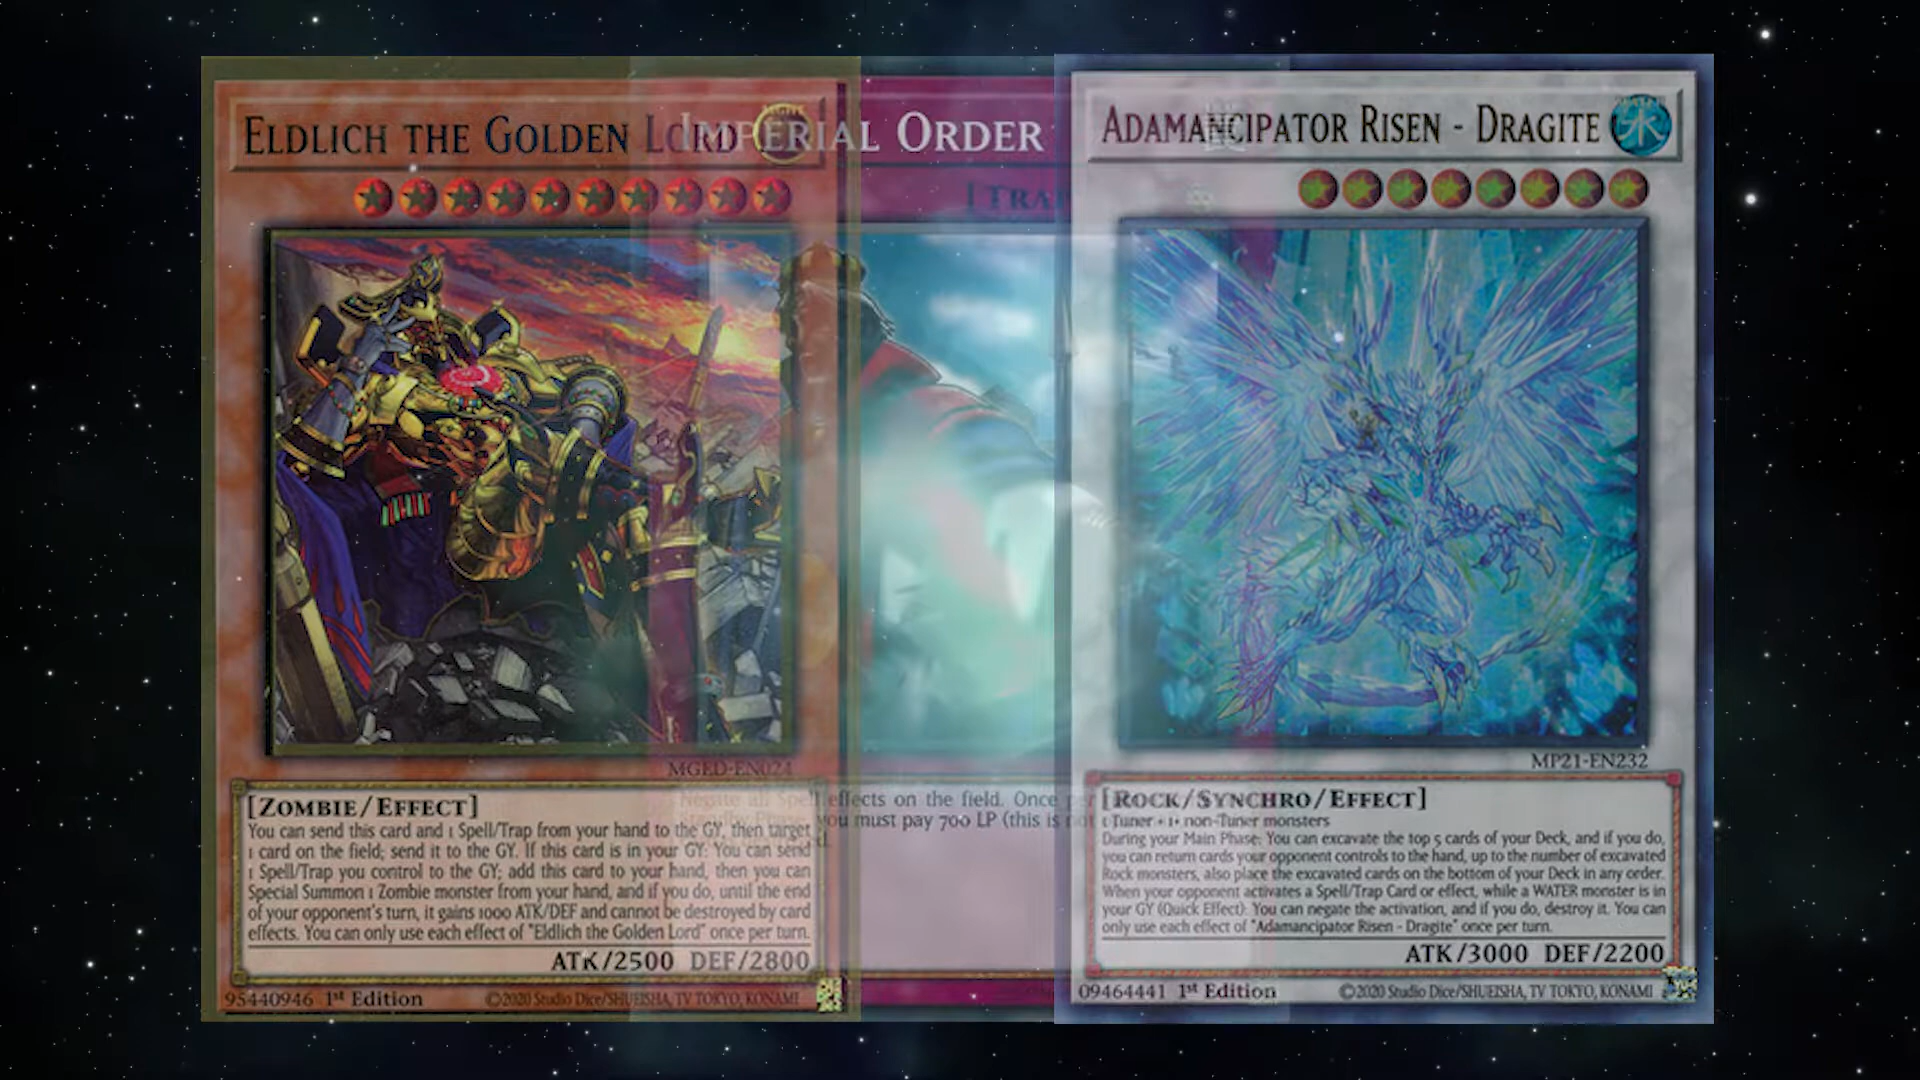 ELDLICH THE GOLDEN LORD
LIGHT
MGED-EN024
[ZOMBIE/EFFECT]
You can send this card and 1 Spell/Trap from your hand to the GY, then target
1 card on the field; send it to the GY. If this card is in your GY: You can send
1 Spell/Trap you control to the GY; add this card to your hand, then you can
Special Summon 1 Zombie monster from your hand, and if you do, until the end
of your opponent's turn, it gains 1000 ATK/DEF and cannot be destroyed by card
effects. You can only use each effect of "Eldlich the Golden Lord" once per turn.
ATK/2500 DEF/2800
95440946 1st Edition
©2020 Studio Dice/SHUEISHA, TV TOKYO, KONAMI
IMPERIAL ORDER
罠
[TRAP
Negate all Spell effects on the field. Once per
Standby Phase, you must pay 700 LP (this is not
ADAMANCIPATOR RISEN - DRAGITE
WATER
水
MP21-EN232
[ROCK/SYNCHRO/EFFECT]
1 Tuner + 1+ non-Tuner monsters
During your Main Phase: You can excavate the top 5 cards of your Deck, and if you do,
you can return cards your opponent controls to the hand, up to the number of excavated
Rock monsters, also place the excavated cards on the bottom of your Deck in any order.
When your opponent activates a Spell/Trap Card or effect, while a WATER monster is in
your GY (Quick Effect): You can negate the activation, and if you do, destroy it. You can
only use each effect of "Adamancipator Risen - Dragite" once per turn.
ATK/3000 DEF/2200
09464441 1st Edition
©2020 Studio Dice/SHUEISHA, TV TOKYO, KONAMI